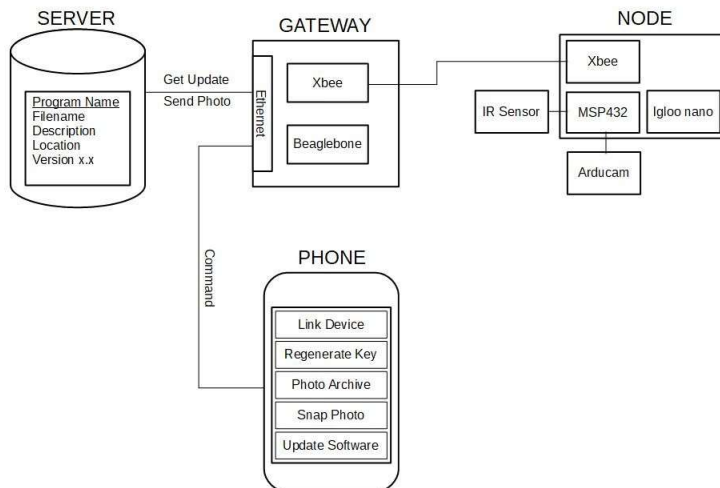 SERVER
Program Name
Filename
Description
Location
Version x.x
Get Update
Send Photo
GATEWAY
Ethernet
Xbee
Beaglebone
NODE
Xbee
IR Sensor
MSP432
Igloo nano
Arducam
Command
PHONE
Link Device
Regenerate Key
Photo Archive
Snap Photo
Update Software